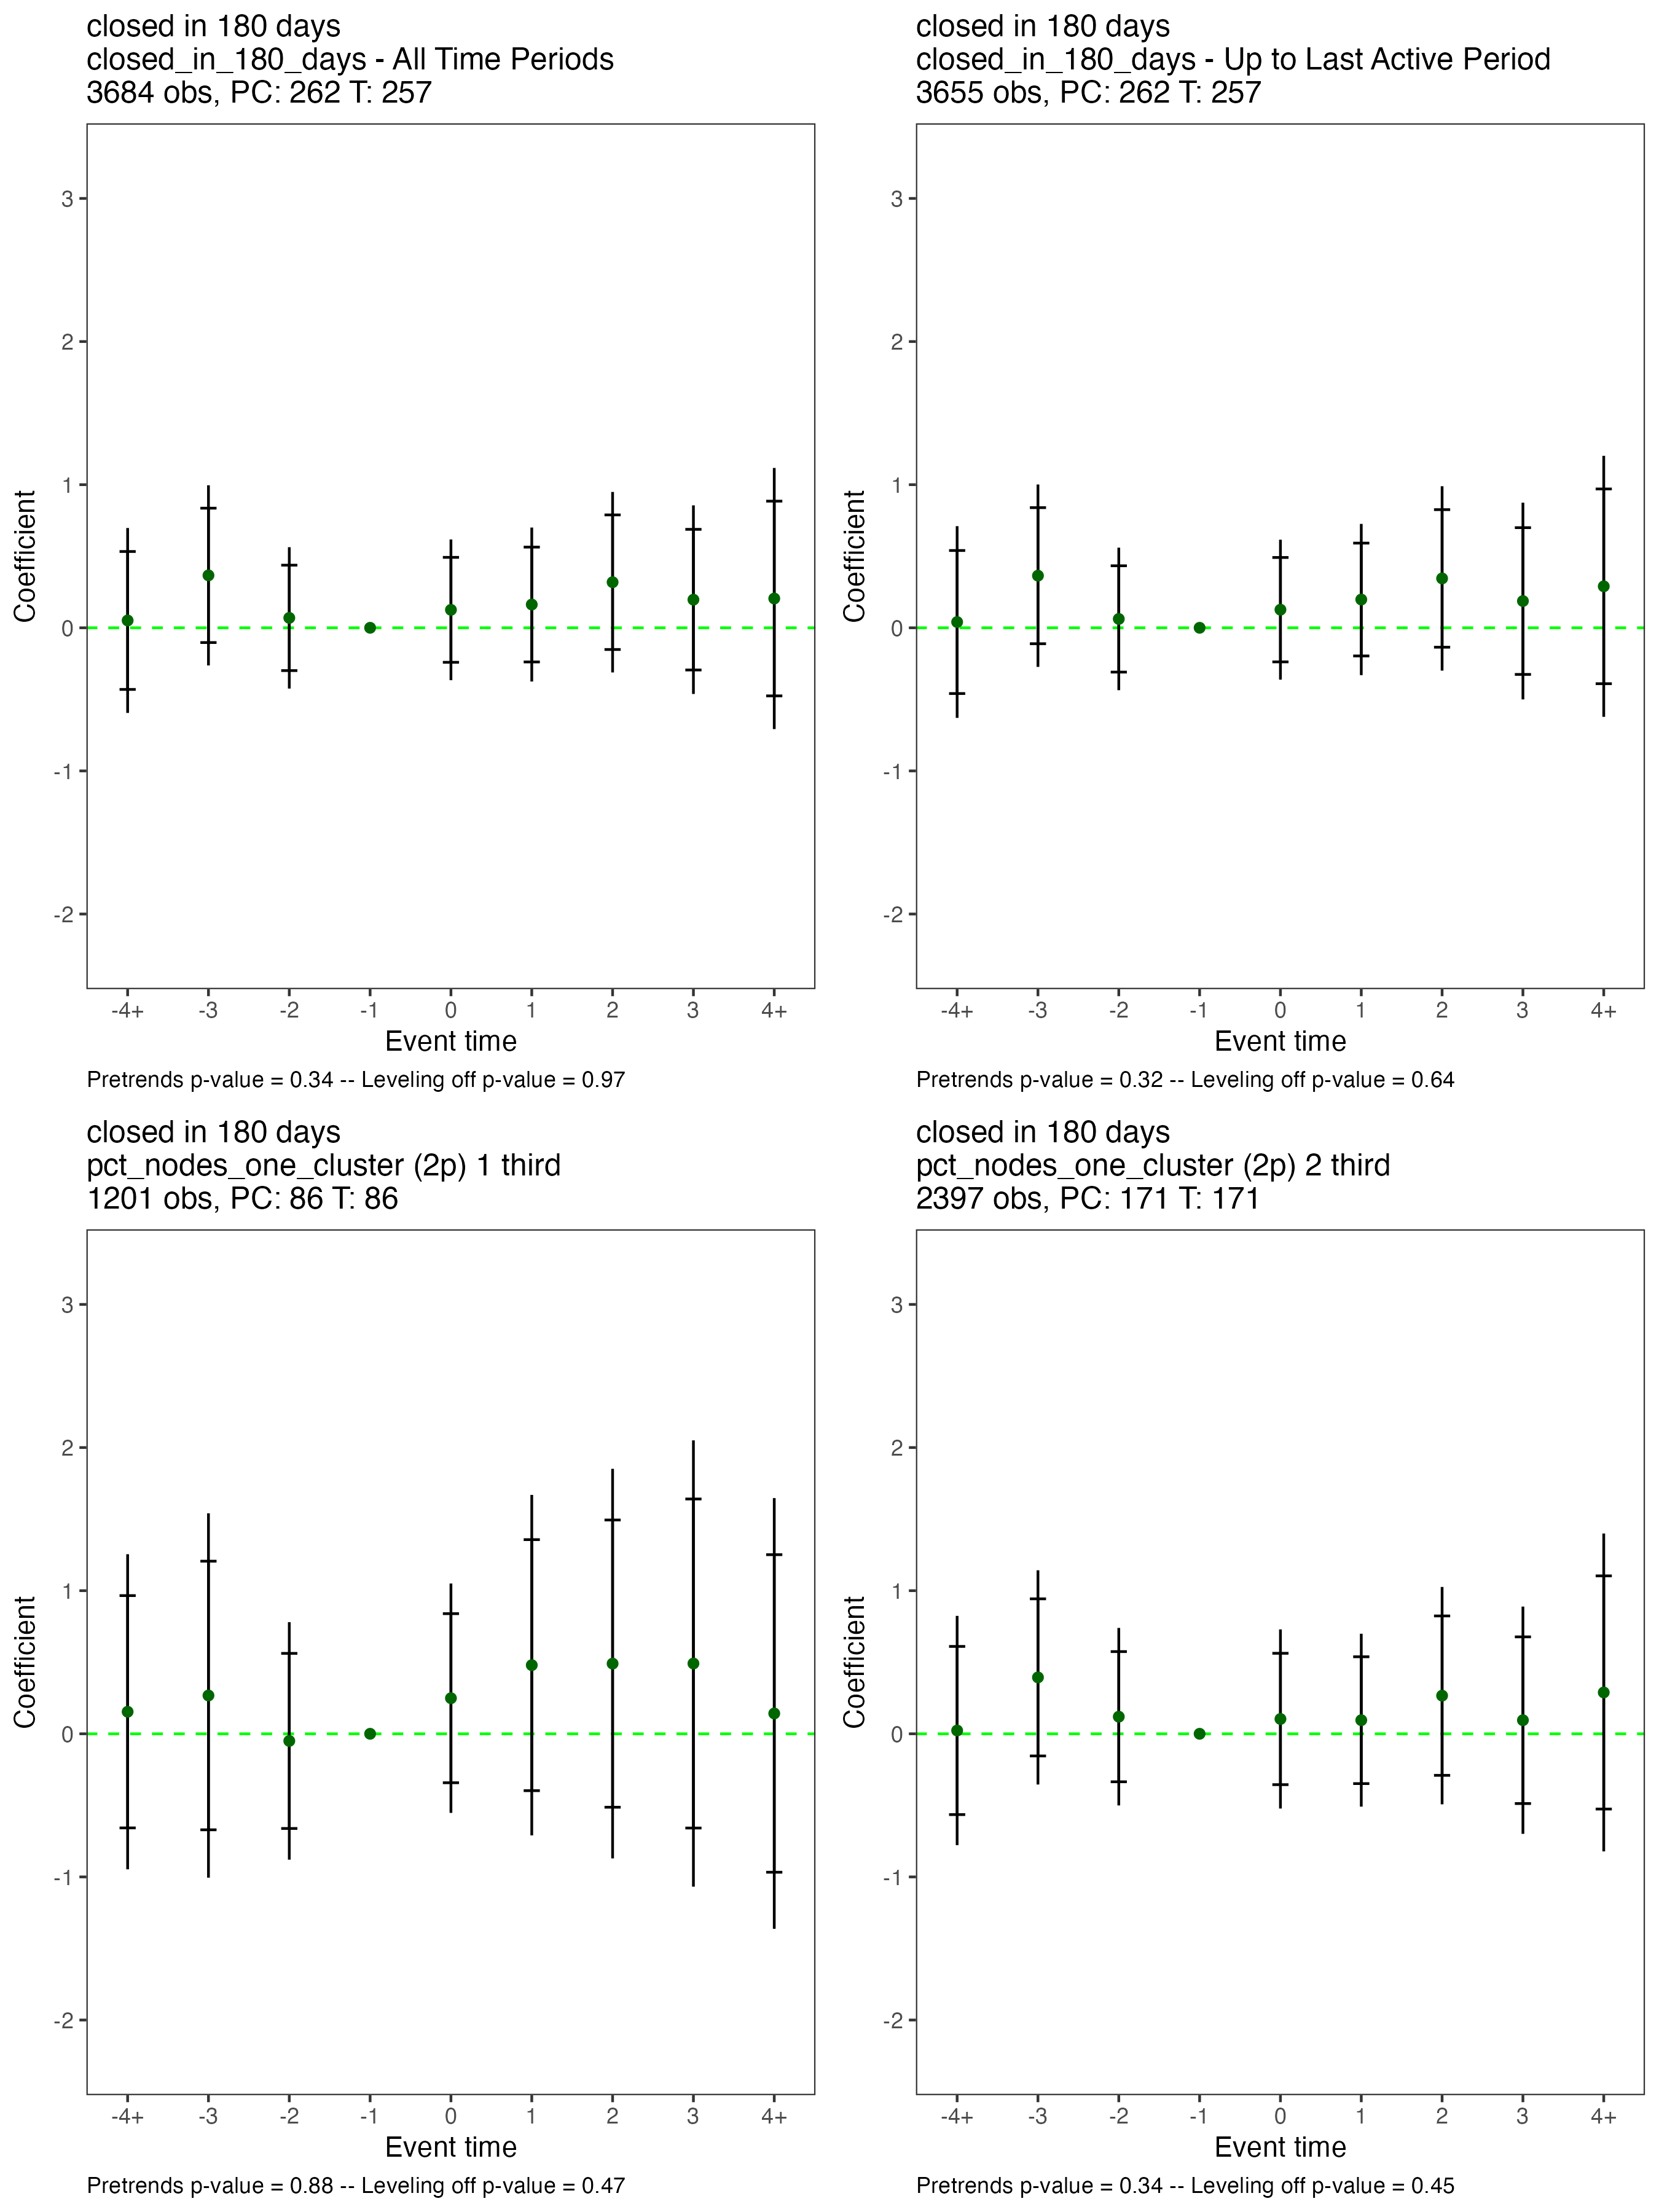 closed in 180 days
closed_in_180_days - All Time Periods
3684 obs, PC: 262 T: 257
3
2
1
0
-1
-2
Coefficient
-4+ -3 -2 -1 0 1 2 3 4+
Event time
Pretrends p-value = 0.34 -- Leveling off p-value = 0.97
closed in 180 days
closed_in_180_days - Up to Last Active Period
3655 obs, PC: 262 T: 257
3
2
1
0
-1
-2
Coefficient
-4+ -3 -2 -1 0 1 2 3 4+
Event time
Pretrends p-value = 0.32 -- Leveling off p-value = 0.64
closed in 180 days
pct_nodes_one_cluster (2p) 1 third
1201 obs, PC: 86 T: 86
3
2
1
0
-1
-2
Coefficient
-4+ -3 -2 -1 0 1 2 3 4+
Event time
Pretrends p-value = 0.88 -- Leveling off p-value = 0.47
closed in 180 days
pct_nodes_one_cluster (2p) 2 third
2397 obs, PC: 171 T: 171
3
2
1
0
-1
-2
Coefficient
-4+ -3 -2 -1 0 1 2 3 4+
Event time
Pretrends p-value = 0.34 -- Leveling off p-value = 0.45